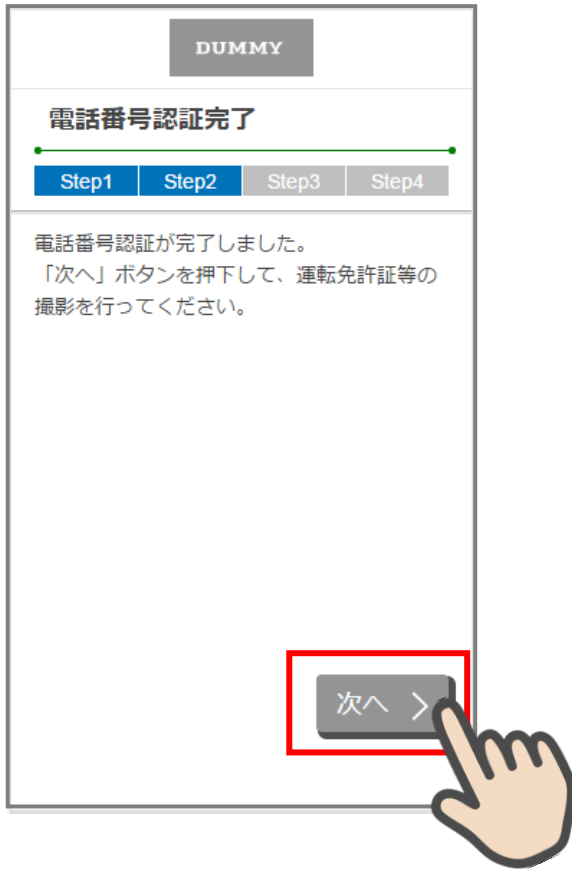 DUMMY
電話番号認証完了
Step1 Step2 Step3 Step4
電話番号認証が完了しました。
「次へ」ボタンを押下して、運転免許証等の
撮影を行ってください。
次へ